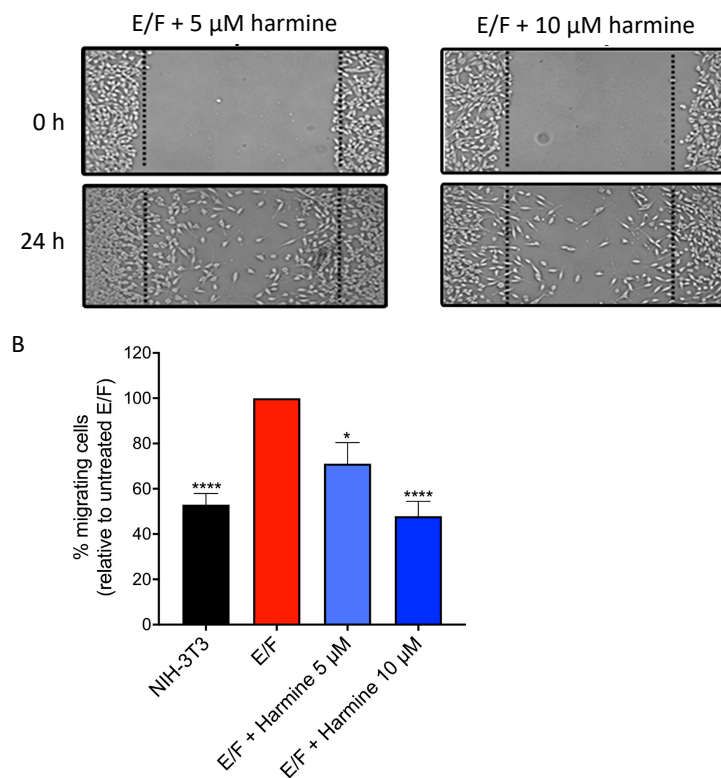 E/F + 5 µM harmine
E/F + 10 µM harmine
0 h
24 h
B
% migrating cells
(relative to untreated E/F)
120
100
80
60
40
20
0
****
*
****
NIH-3T3
E/F
E/F + Harmine 5 µM
E/F + Harmine 10 µM